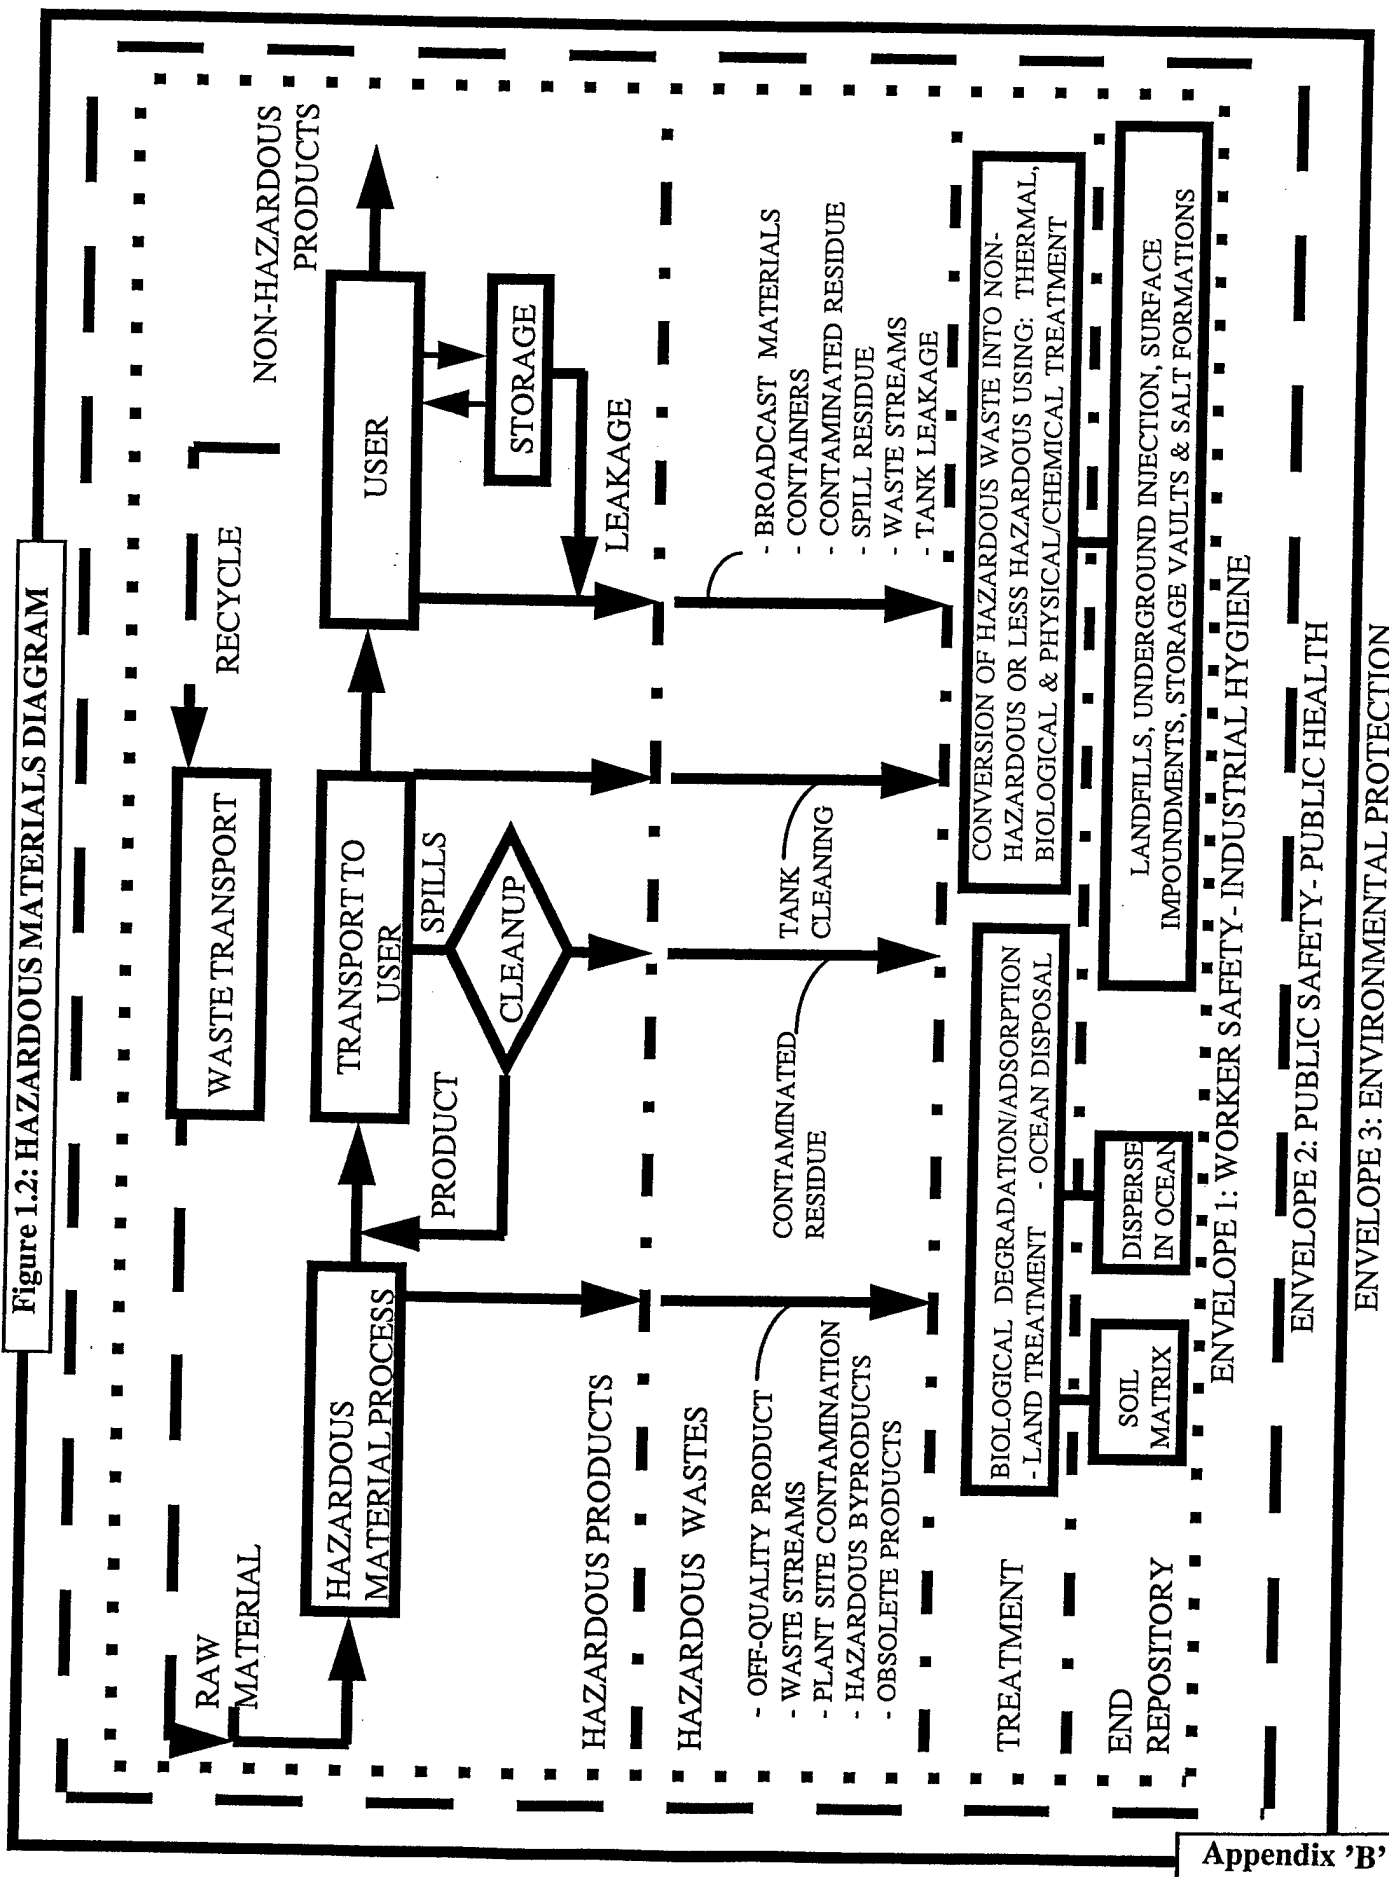 Figure 1.2: HAZARDOUS MATERIALS DIAGRAM
RAW
MATERIAL
WASTE TRANSPORT
RECYCLE
NON-HAZARDOUS
PRODUCTS
HAZARDOUS
MATERIAL PROCESS
PRODUCT
TRANSPORT TO
USER
SPILLS
CLEANUP
USER
STORAGE
LEAKAGE
HAZARDOUS PRODUCTS
HAZARDOUS WASTES
- OFF-QUALITY PRODUCT
- WASTE STREAMS
- PLANT SITE CONTAMINATION
- HAZARDOUS BYPRODUCTS
- OBSOLETE PRODUCTS
CONTAMINATED
RESIDUE
TANK
CLEANING
- BROADCAST MATERIALS
- CONTAINERS
- CONTAMINATED RESIDUE
- SPILL RESIDUE
- WASTE STREAMS
- TANK LEAKAGE
TREATMENT
BIOLOGICAL DEGRADATION/ADSORPTION
- LAND TREATMENT - OCEAN DISPOSAL
CONVERSION OF HAZARDOUS WASTE INTO NON-
HAZARDOUS OR LESS HAZARDOUS USING: THERMAL,
BIOLOGICAL & PHYSICAL/CHEMICAL TREATMENT
END
REPOSITORY
SOIL
MATRIX
DISPERSE
IN OCEAN
LANDFILLS, UNDERGROUND INJECTION, SURFACE
IMPOUNDMENTS, STORAGE VAULTS & SALT FORMATIONS
ENVELOPE 1: WORKER SAFETY- INDUSTRIAL HYGIENE
ENVELOPE 2: PUBLIC SAFETY- PUBLIC HEALTH
ENVELOPE 3: ENVIRONMENTAL PROTECTION
Appendix 'B'